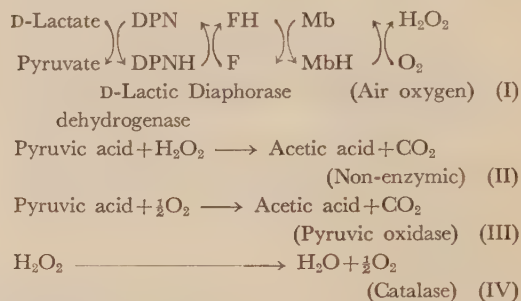 D-Lactate DPN FH Mb H₂O₂
Pyruvate DPNH F MbH O₂
D-Lactic Diaphorase (Air oxygen) (I)
dehydrogenase
Pyruvic acid+H₂O₂ ⟶ Acetic acid+CO₂
(Non-enzymic) (II)
Pyruvic acid+½O₂ ⟶ Acetic acid+CO₂
(Pyruvic oxidase) (III)
H₂O₂ ⟶ H₂O+½O₂
(Catalase) (IV)